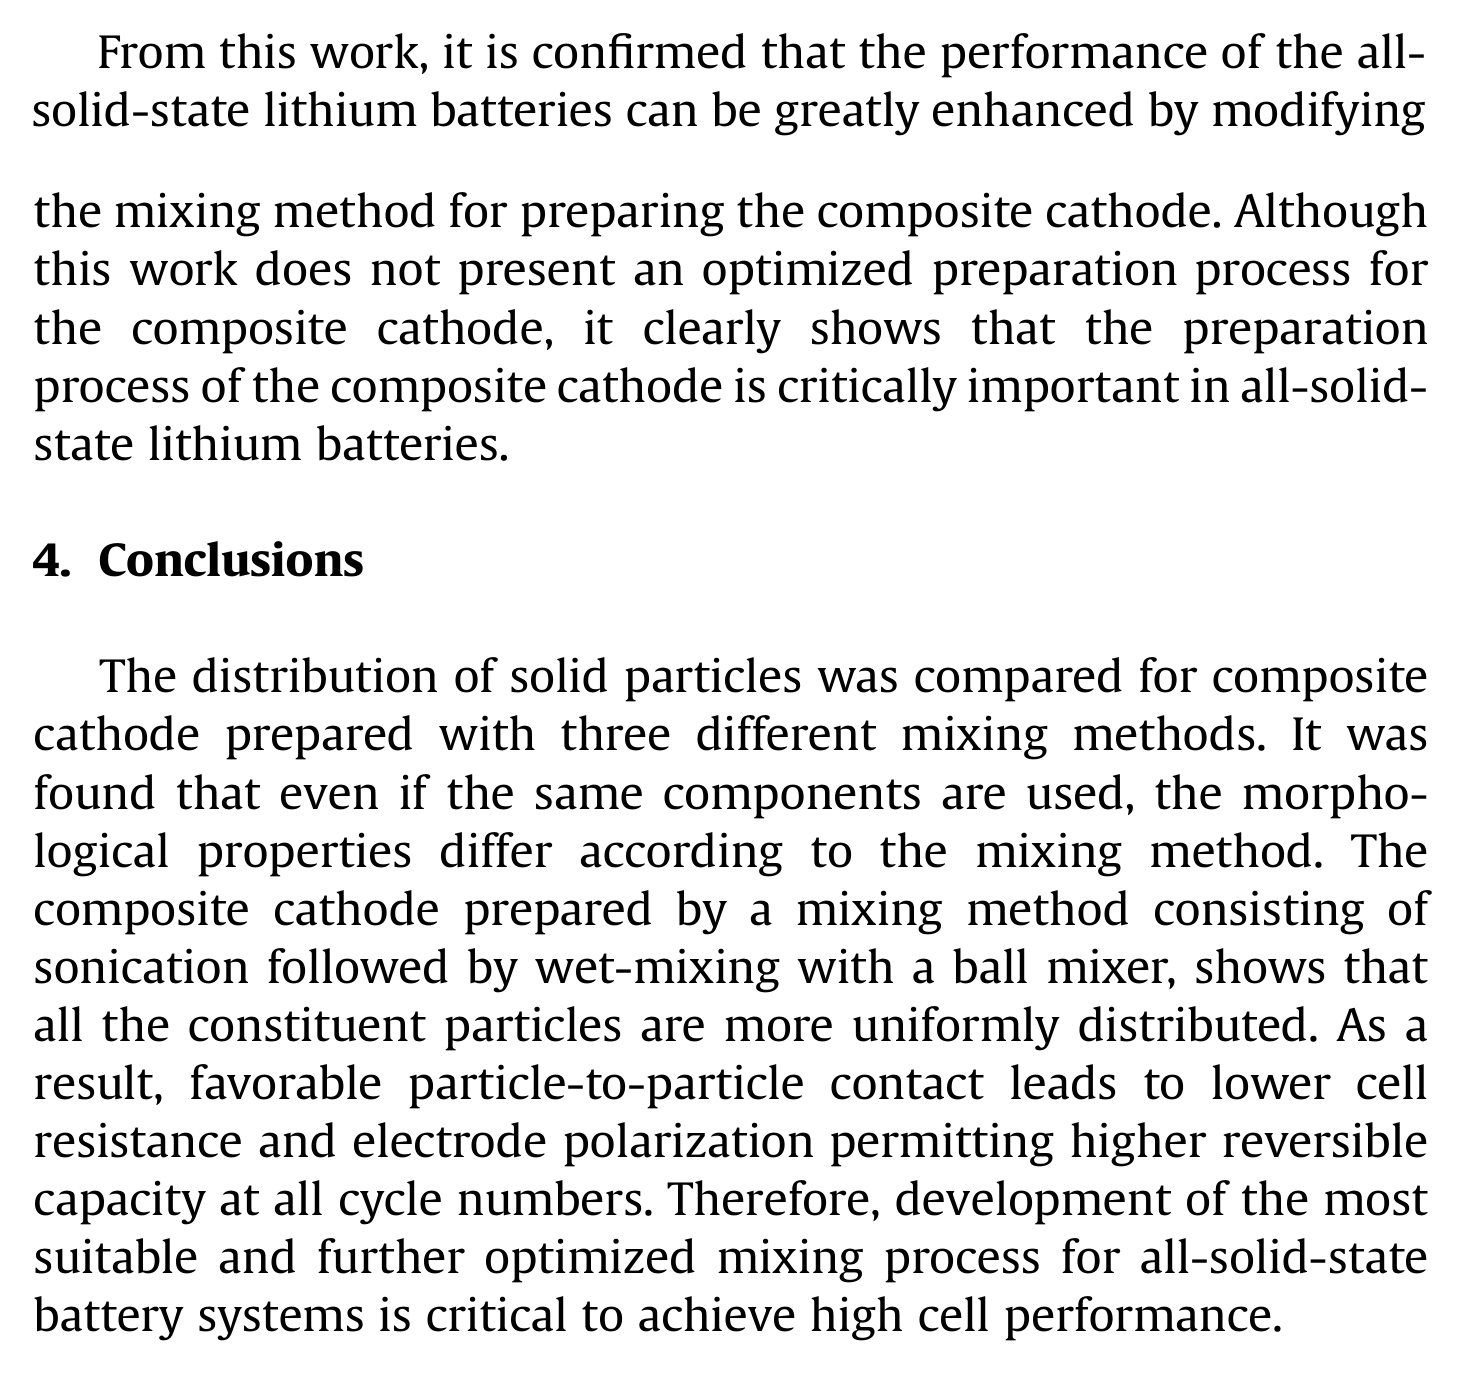 From this work, it is confirmed that the performance of the all-
solid-state lithium batteries can be greatly enhanced by modifying
the mixing method for preparing the composite cathode. Although
this work does not present an optimized preparation process for
the composite cathode, it clearly shows that the preparation
process of the composite cathode is critically important in all-solid-
state lithium batteries.
4. Conclusions
The distribution of solid particles was compared for composite
cathode prepared with three different mixing methods. It was
found that even if the same components are used, the morpho-
logical properties differ according to the mixing method. The
composite cathode prepared by a mixing method consisting of
sonication followed by wet-mixing with a ball mixer, shows that
all the constituent particles are more uniformly distributed. As a
result, favorable particle-to-particle contact leads to lower cell
resistance and electrode polarization permitting higher reversible
capacity at all cycle numbers. Therefore, development of the most
suitable and further optimized mixing process for all-solid-state
battery systems is critical to achieve high cell performance.